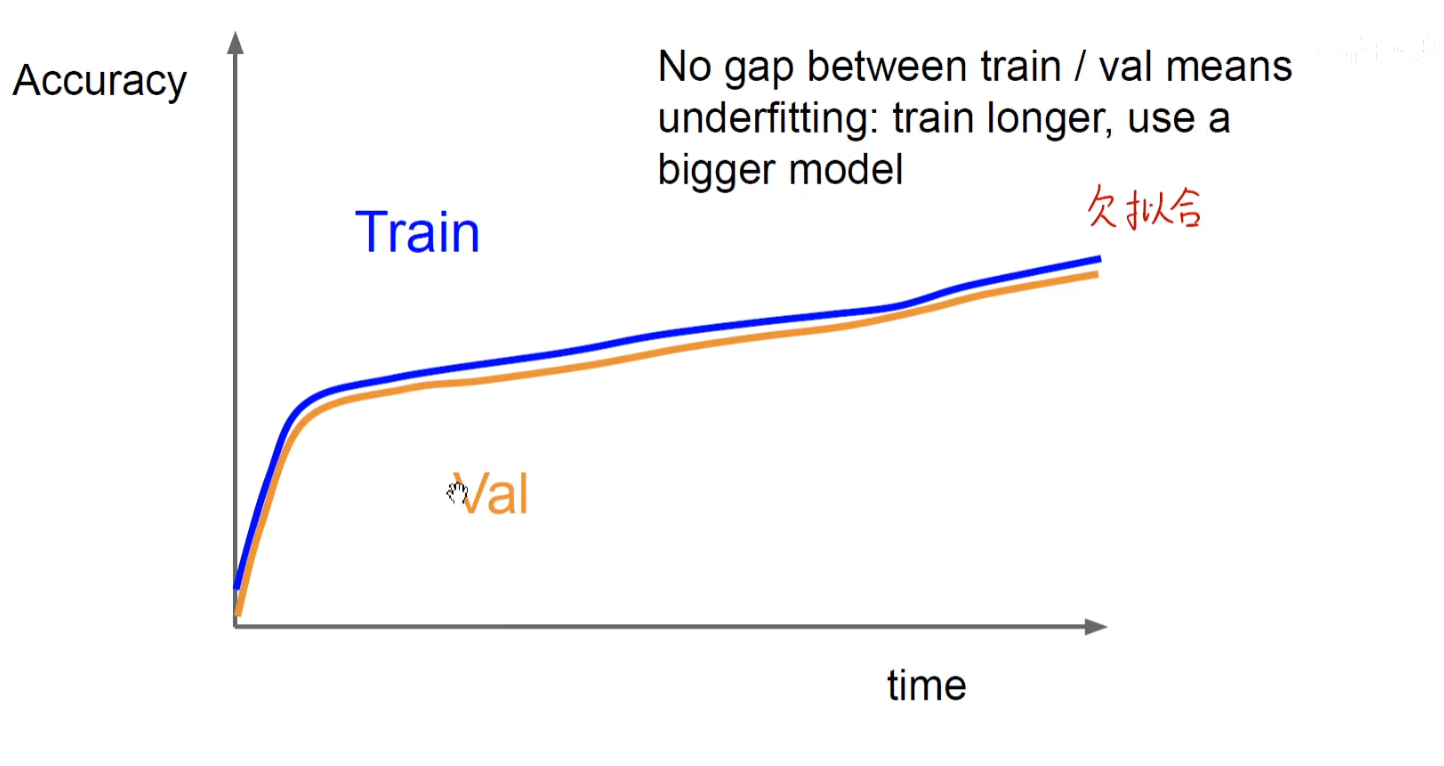 Accuracy
No gap between train / val means
underfitting: train longer, use a
bigger model
欠拟合
Train
Val
time